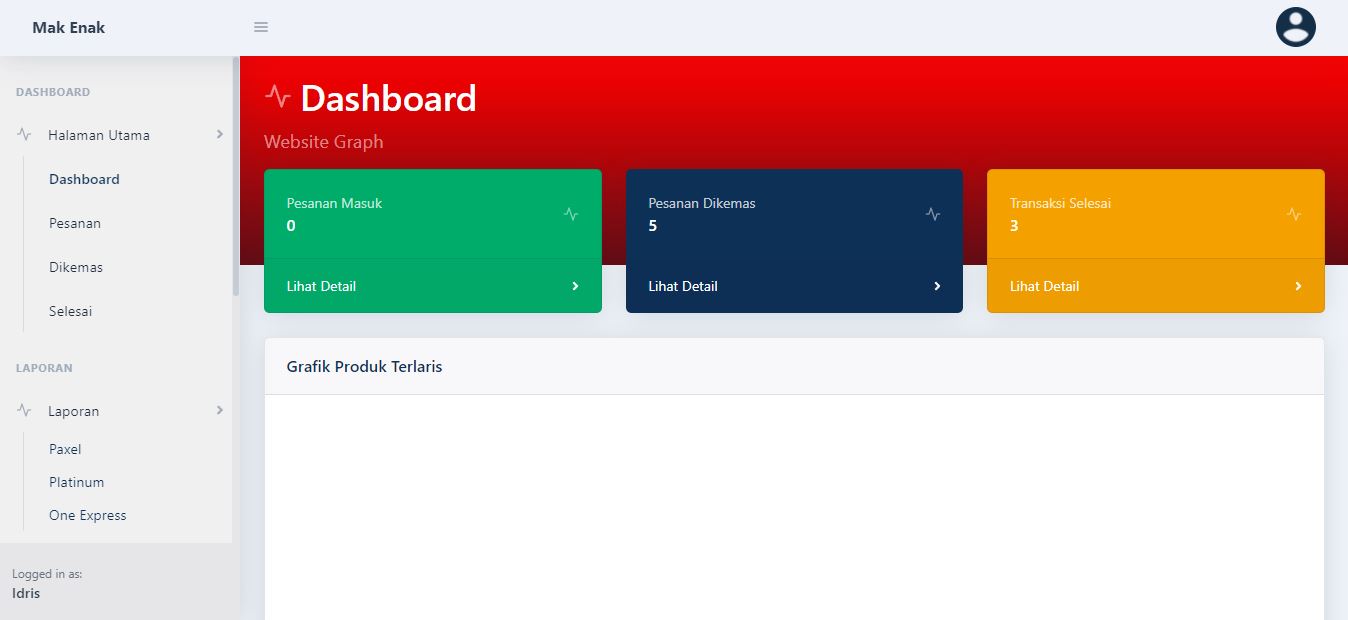 Mak Enak
DASHBOARD
Halaman Utama
Dashboard
Pesanan
Dikemas
Selesai
LAPORAN
Laporan
Paxel
Platinum
One Express
Logged in as:
Idris
Dashboard
Website Graph
Pesanan Masuk
0
Lihat Detail
Pesanan Dikemas
5
Lihat Detail
Transaksi Selesai
3
Lihat Detail
Grafik Produk Terlaris